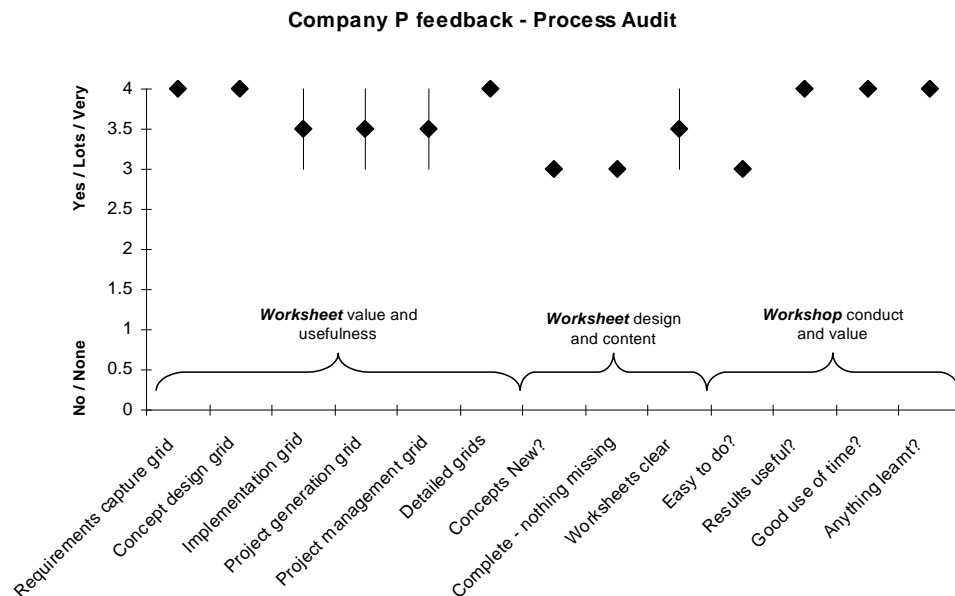 Company P feedback - Process Audit
Yes / Lots / Very
No / None
4
3.5
3
2.5
2
1.5
1
0.5
0
Worksheet value and
usefulness
Worksheet design
and content
Workshop conduct
and value
Requirements capture grid
Concept design grid
Implementation grid
Project generation grid
Project management grid
Detailed grids
Concepts New?
Complete - nothing missing
Worksheets clear
Easy to do?
Results useful?
Good use of time?
Anything learnt?